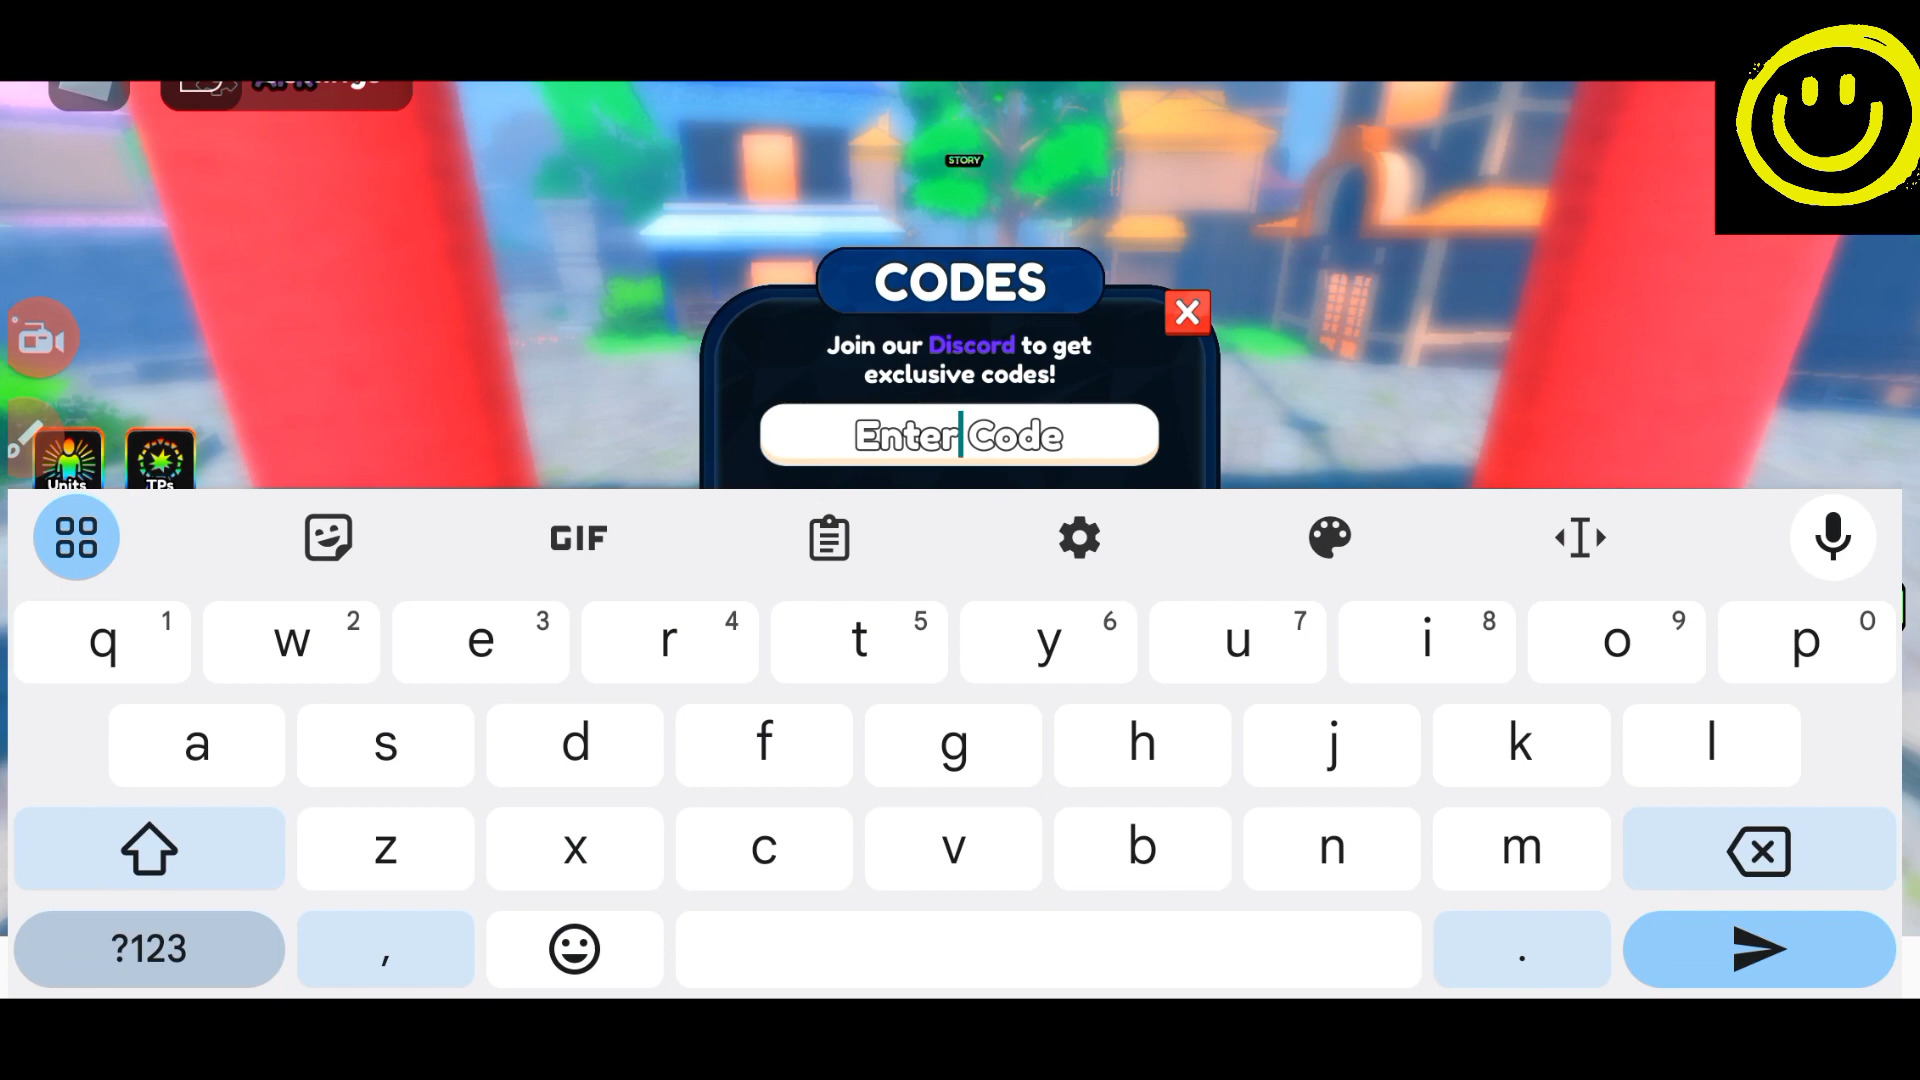 STORY
CODES
Join our Discord to get
exclusive codes!
Enter Code
Units
TPs
GIF
q 1 w 2 e 3 r 4 t 5 y 6 u 7 i 8 o 9 p 0
a s d f g h j k l
z x c v b n m
?123 , .